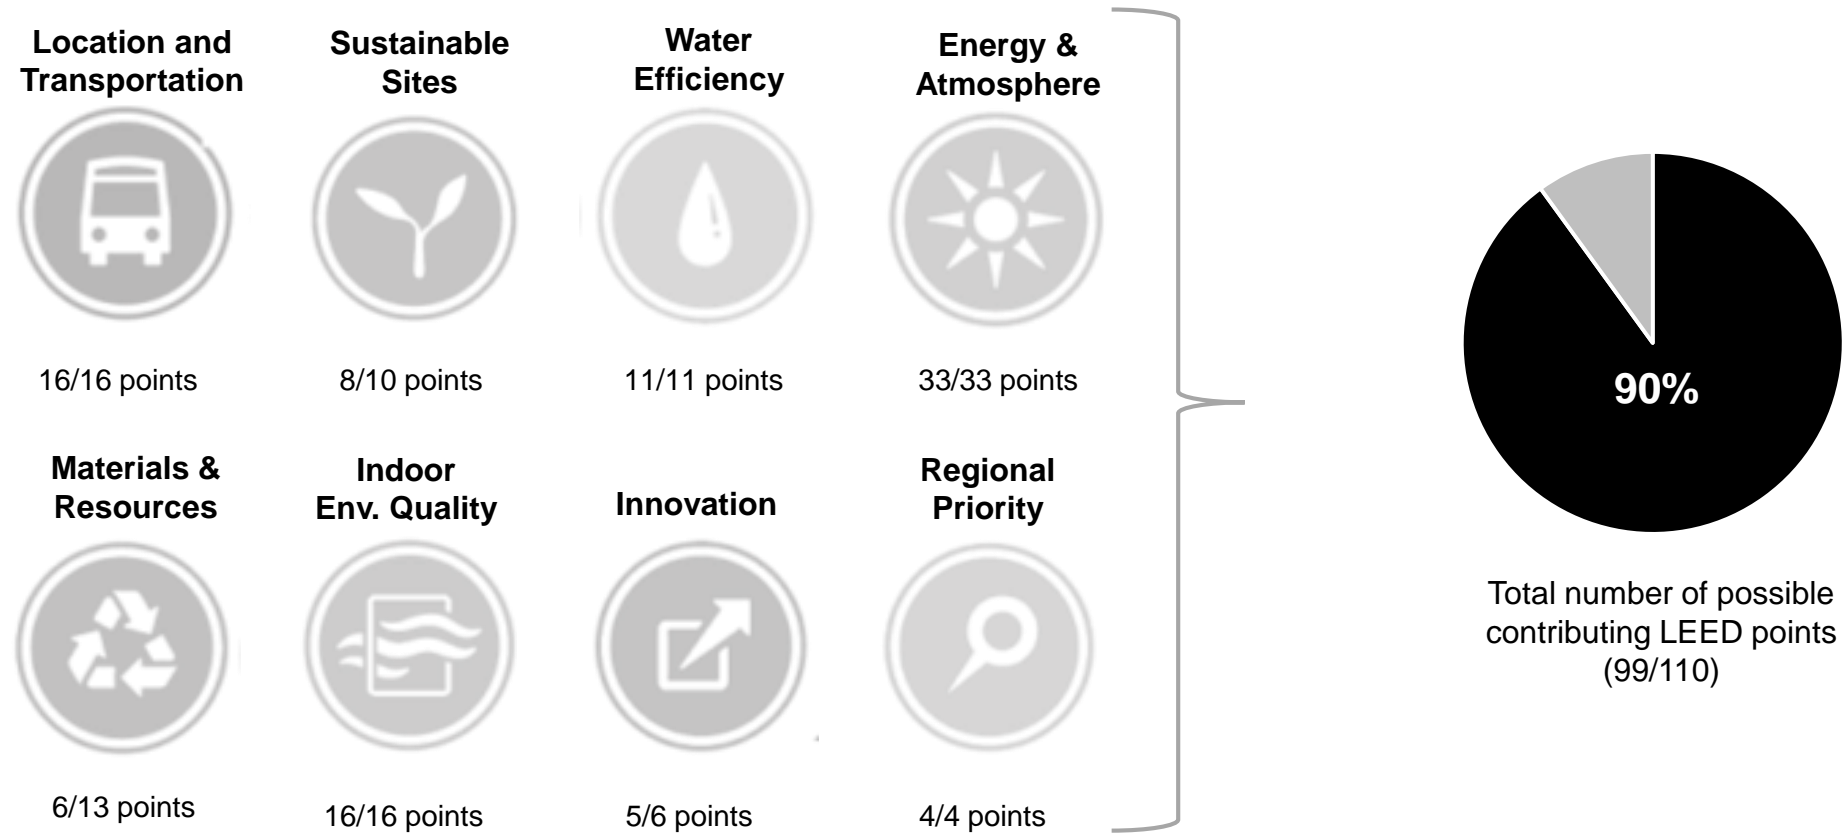 Location and
Transportation
16/16 points
Sustainable
Sites
8/10 points
Water
Efficiency
11/11 points
Energy &
Atmosphere
33/33 points
Materials &
Resources
6/13 points
Indoor
Env. Quality
16/16 points
Innovation
5/6 points
Regional
Priority
4/4 points
90%
Total number of possible
contributing LEED points
(99/110)